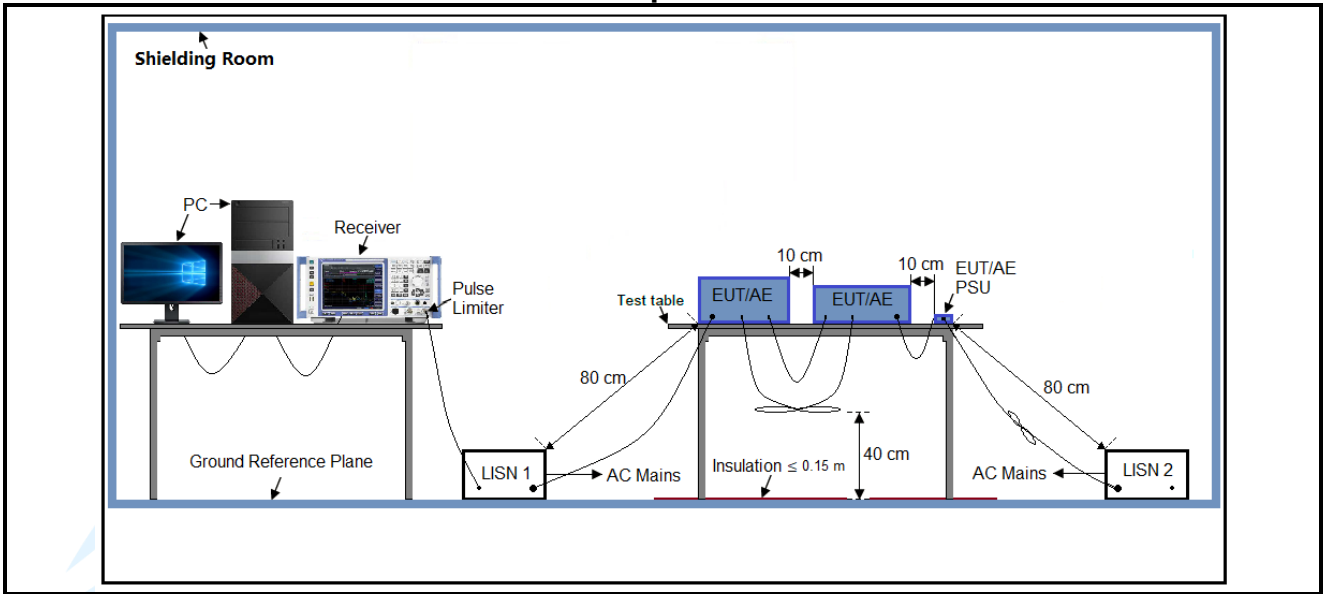 Shielding Room
PC
Receiver
Pulse
Limiter
10 cm
10 cm
EUT/AE
PSU
Test table
EUT/AE
EUT/AE
80 cm
80 cm
40 cm
Ground Reference Plane
LISN 1
AC Mains
Insulation ≤ 0.15 m
AC Mains
LISN 2